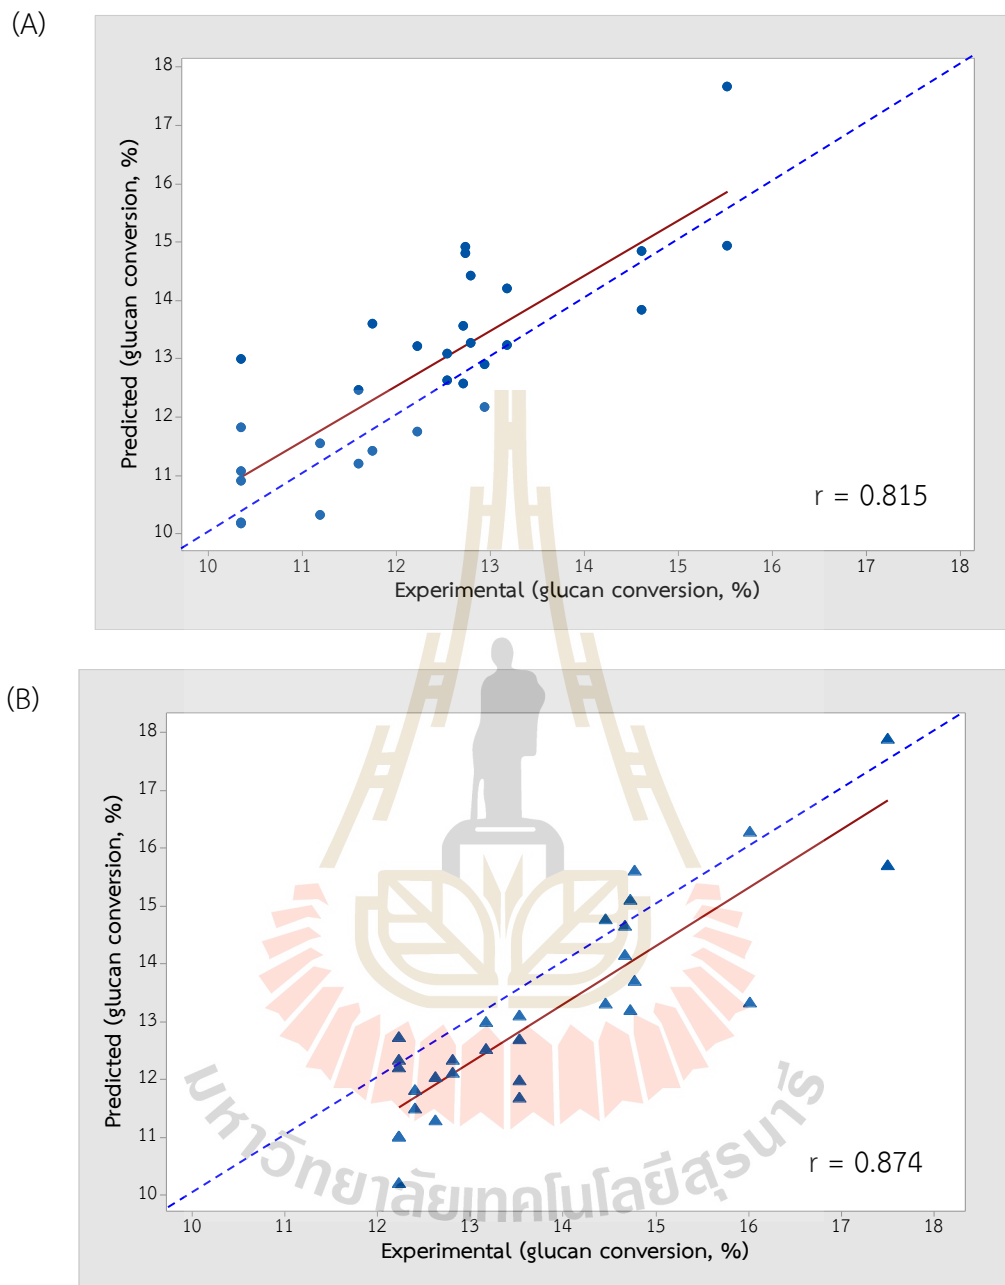 (A)
18
17
16
15
14
13
12
11
10
Predicted (glucan conversion, %)
r = 0.815
10 11 12 13 14 15 16 17 18
Experimental (glucan conversion, %)
(B)
18
17
16
15
14
13
12
11
10
Predicted (glucan conversion, %)
r = 0.874
10 11 12 13 14 15 16 17 18
Experimental (glucan conversion, %)
มหาวิทยาลัยเทคโนโลยีสุรนารี